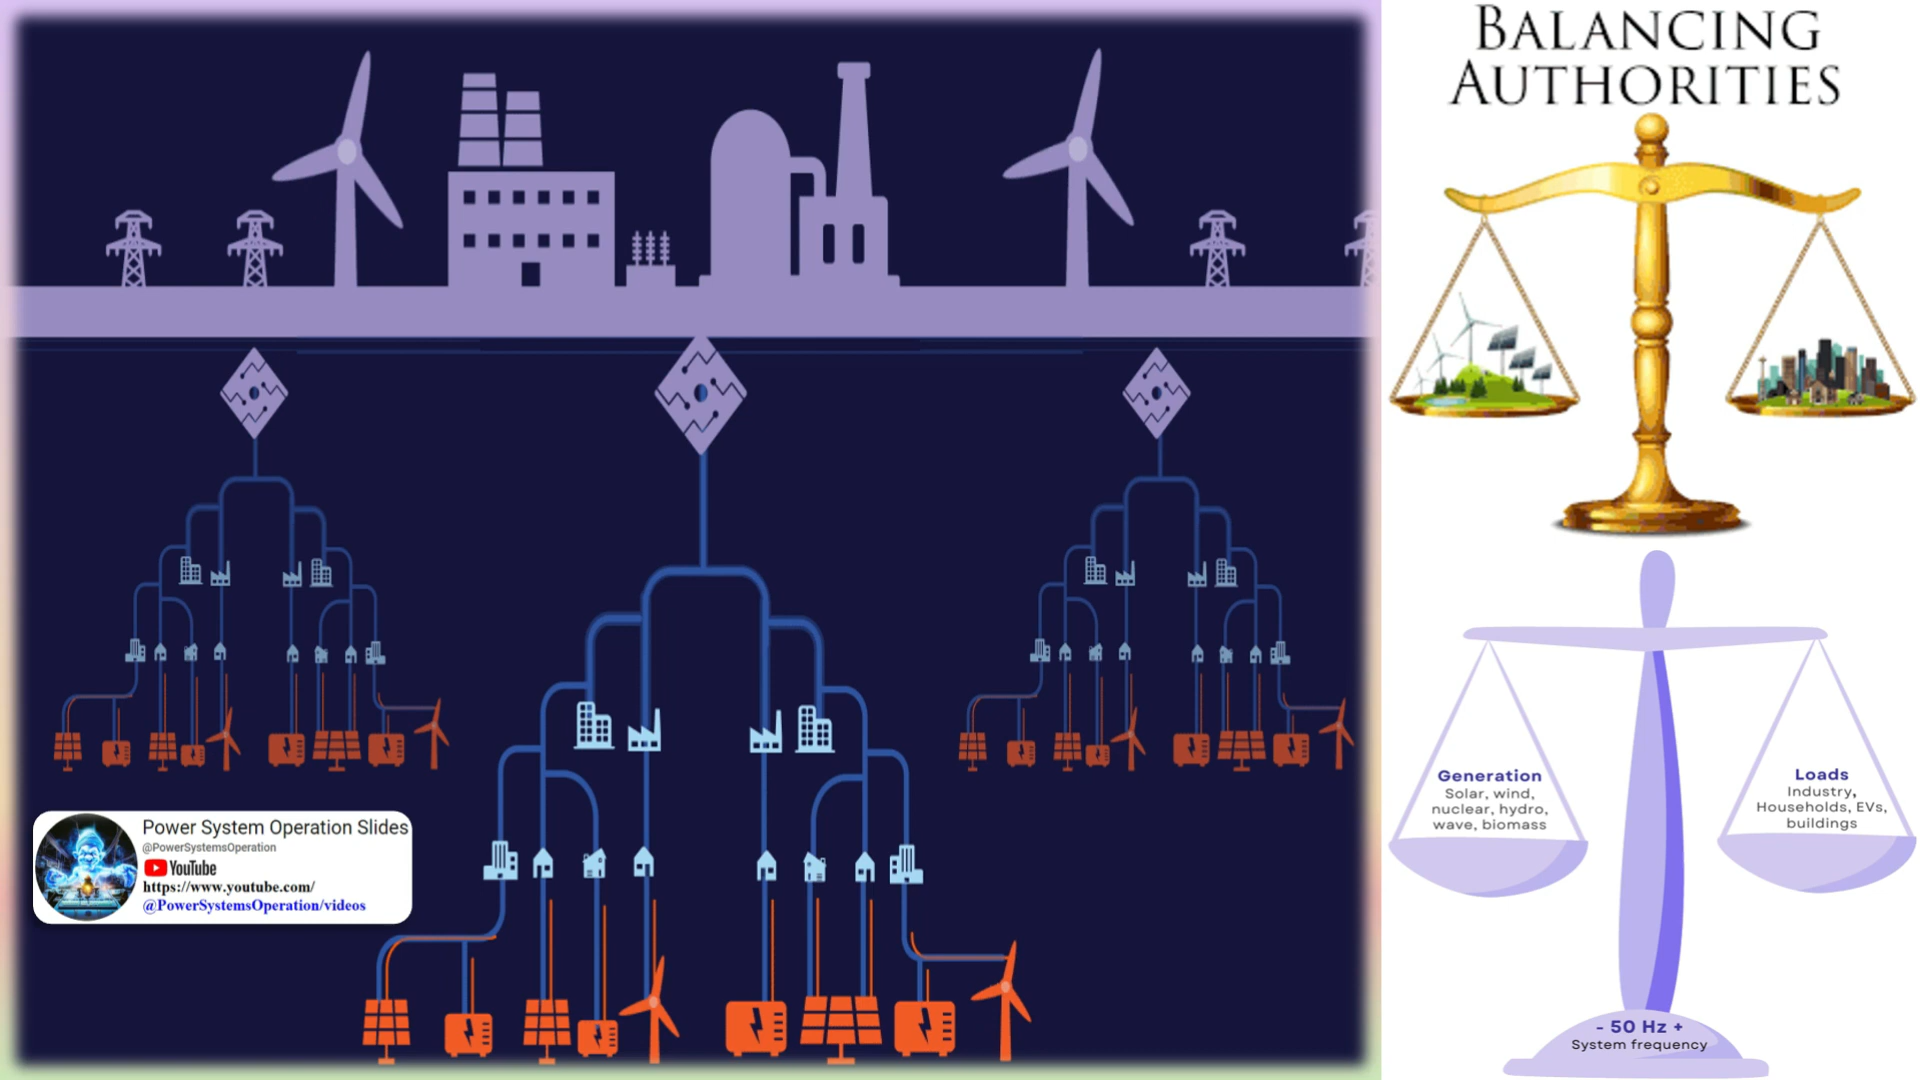 BALANCING
AUTHORITIES
Generation
Solar, wind,
nuclear, hydro,
wave, biomass
Loads
Industry,
Households, EVs,
buildings
- 50 Hz +
System frequency
Power System Operation Slides
@PowerSystemsOperation
YouTube
https://www.youtube.com/
@PowerSystemsOperation/videos